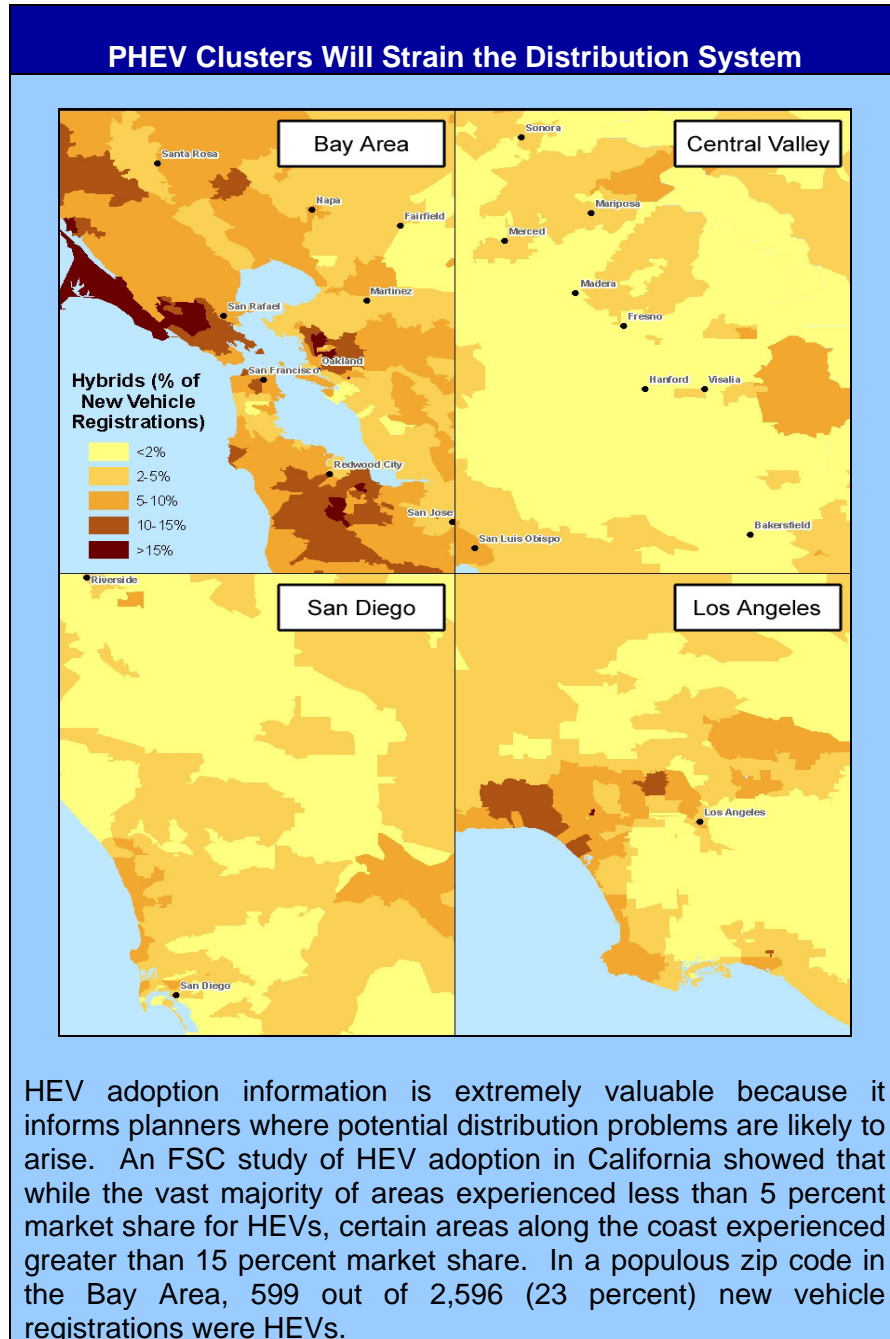 PHEV Clusters Will Strain the Distribution System
Bay Area
Santa Rosa
Napa
Fairfield
Martinez
San Rafael
Oakland
San Francisco
Hybrids (% of
New Vehicle
Registrations)
<2%
2-5%
5-10%
10-15%
>15%
Redwood City
San Jose
Central Valley
Sonora
Mariposa
Merced
Madera
Fresno
Hanford
Visalia
Bakersfield
San Luis Obispo
San Diego
Riverside
San Diego
Los Angeles
Los Angeles
HEV adoption information is extremely valuable because it
informs planners where potential distribution problems are likely to
arise. An FSC study of HEV adoption in California showed that
while the vast majority of areas experienced less than 5 percent
market share for HEVs, certain areas along the coast experienced
greater than 15 percent market share. In a populous zip code in
the Bay Area, 599 out of 2,596 (23 percent) new vehicle
registrations were HEVs.